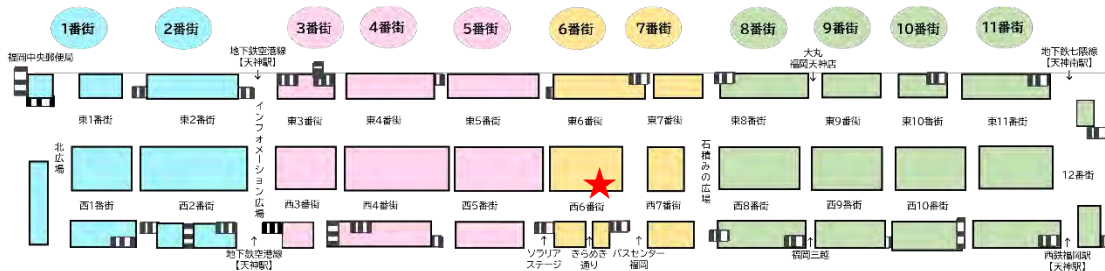 1番街
2番街
3番街
4番街
5番街
6番街
7番街
8番街
9番街
10番街
11番街
福岡中央郵便局
地下鉄空港線
【天神駅】
大丸
福岡天神店
地下鉄七隈線
【天神南駅】
東1番街
東2番街
インフォメーション広場
東3番街
東4番街
東5番街
東6番街
東7番街
東8番街
東9番街
東10番街
東11番街
北広場
石積みの広場
12番街
西1番街
西2番街
西3番街
西4番街
西5番街
西6番街
西7番街
西8番街
西9番街
西10番街
地下鉄空港線
【天神駅】
ソラリア
ステージ
きらめき
通り
バスセンター
福岡
福岡三越
西鉄福岡駅
【天神駅】